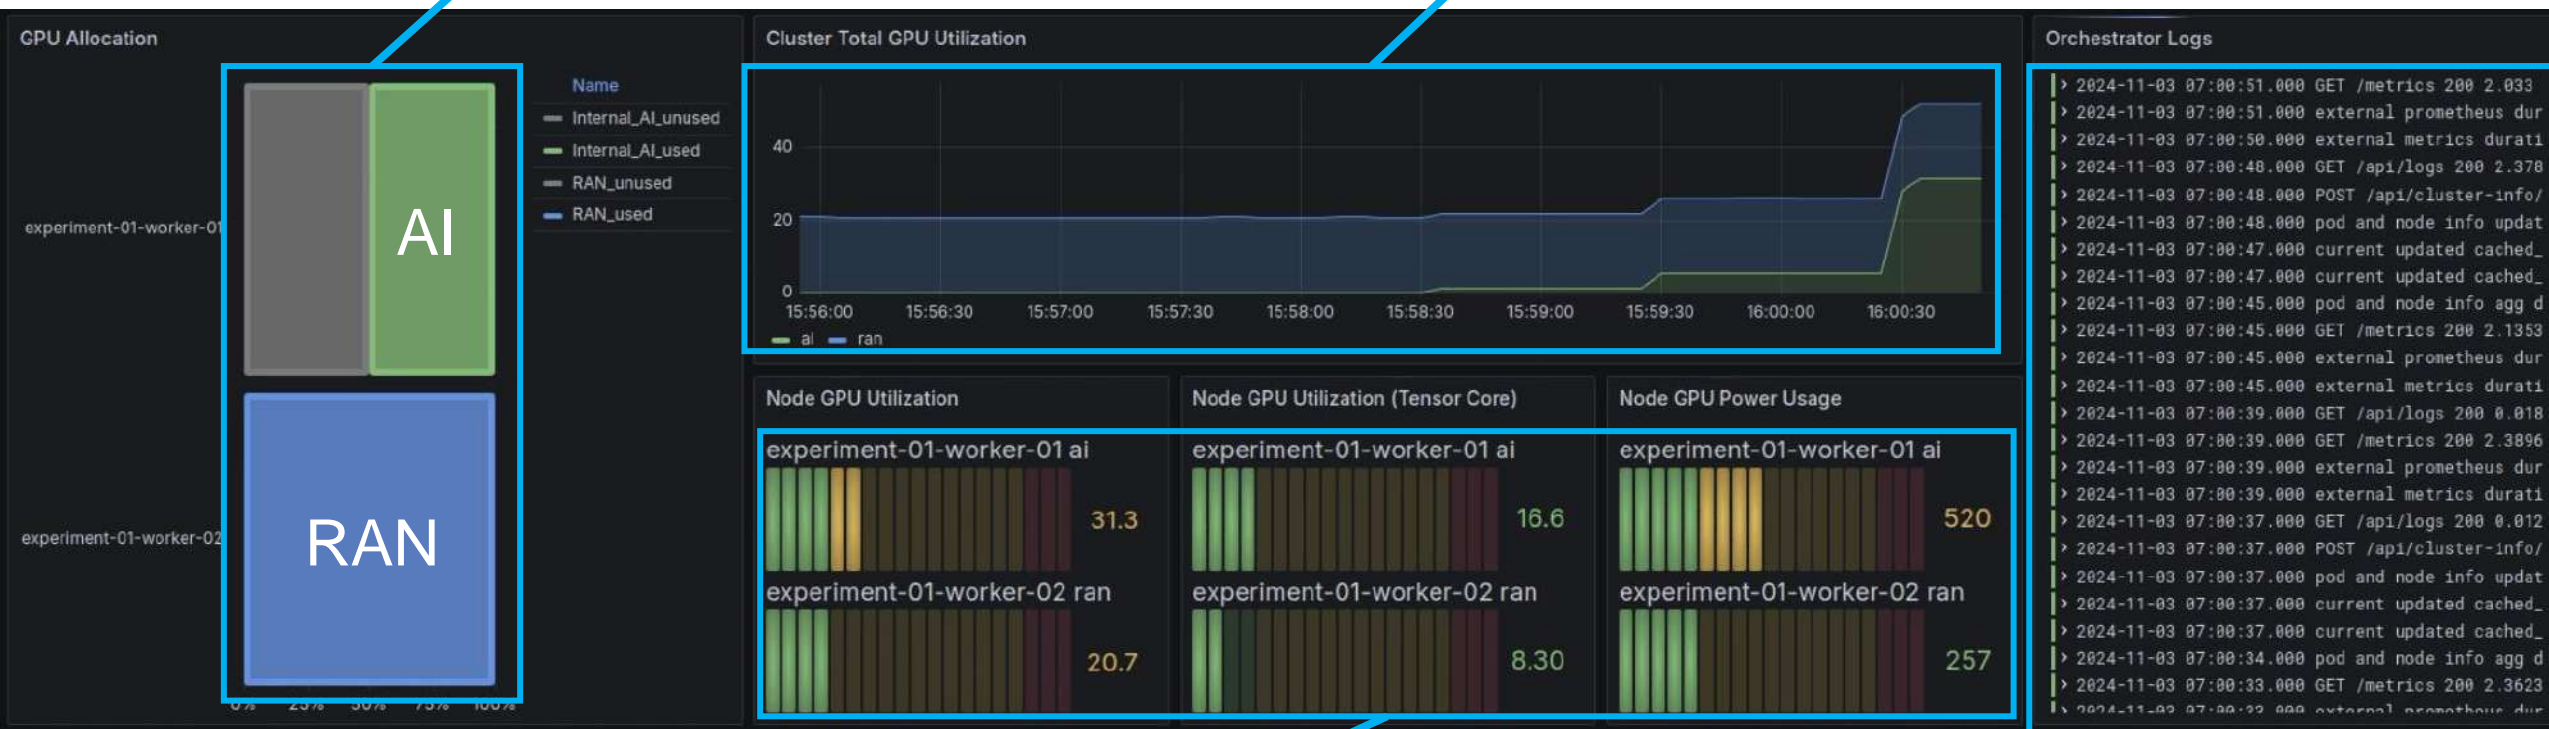 GPU Allocation
experiment-01-worker-01
AI
experiment-01-worker-02
RAN
0% 25% 50% 75% 100%
Name
Internal_AI_unused
Internal_AI_used
RAN_unused
RAN_used
Cluster Total GPU Utilization
40
20
0
15:56:00 15:56:30 15:57:00 15:57:30 15:58:00 15:58:30 15:59:00 15:59:30 16:00:00 16:00:30
ai ran
Node GPU Utilization
experiment-01-worker-01 ai
31.3
experiment-01-worker-02 ran
20.7
Node GPU Utilization (Tensor Core)
experiment-01-worker-01 ai
16.6
experiment-01-worker-02 ran
8.30
Node GPU Power Usage
experiment-01-worker-01 ai
520
experiment-01-worker-02 ran
257
Orchestrator Logs
> 2024-11-03 07:00:51.000 GET /metrics 200 2.033
> 2024-11-03 07:00:51.000 external prometheus dur
> 2024-11-03 07:00:50.000 external metrics durati
> 2024-11-03 07:00:48.000 GET /api/logs 200 2.378
> 2024-11-03 07:00:48.000 POST /api/cluster-info/
> 2024-11-03 07:00:48.000 pod and node info updat
> 2024-11-03 07:00:47.000 current updated cached_
> 2024-11-03 07:00:47.000 current updated cached_
> 2024-11-03 07:00:45.000 pod and node info agg d
> 2024-11-03 07:00:45.000 GET /metrics 200 2.1353
> 2024-11-03 07:00:45.000 external prometheus dur
> 2024-11-03 07:00:45.000 external metrics durati
> 2024-11-03 07:00:39.000 GET /api/logs 200 0.018
> 2024-11-03 07:00:39.000 GET /metrics 200 2.3896
> 2024-11-03 07:00:39.000 external prometheus dur
> 2024-11-03 07:00:39.000 external metrics durati
> 2024-11-03 07:00:37.000 GET /api/logs 200 0.012
> 2024-11-03 07:00:37.000 POST /api/cluster-info/
> 2024-11-03 07:00:37.000 pod and node info updat
> 2024-11-03 07:00:37.000 current updated cached_
> 2024-11-03 07:00:37.000 current updated cached_
> 2024-11-03 07:00:34.000 pod and node info agg d
> 2024-11-03 07:00:33.000 GET /metrics 200 2.3623
> 2024-11-03 07:00:33.000 external prometheus dur